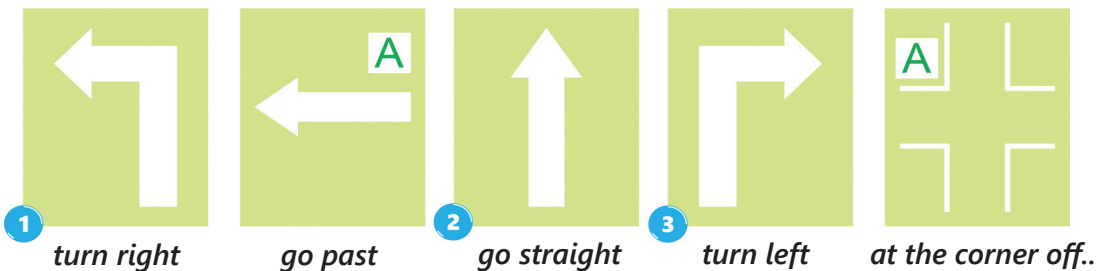 A
A
1
2
3
turn right
go past
go straight
turn left
at the corner off..